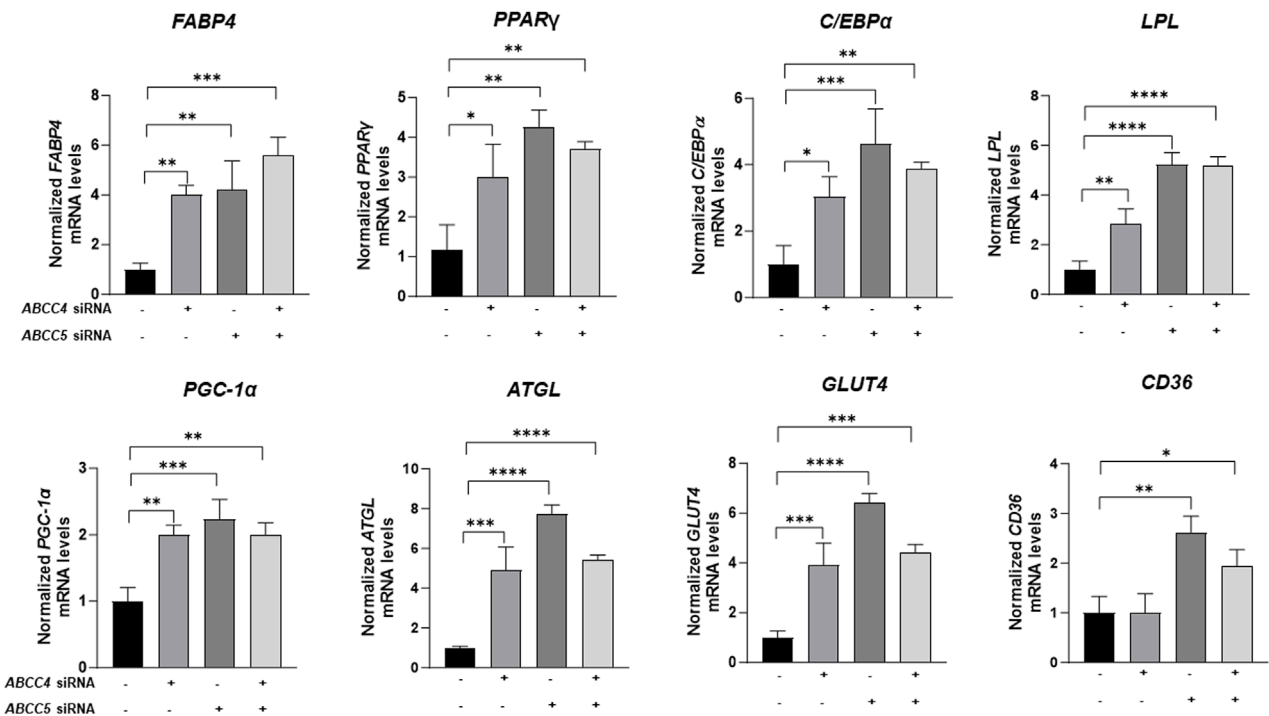 FABP4
Normalized FABP4
mRNA levels
8
6
4
2
0
***
**
**
ABCC4 siRNA - + - +
ABCC5 siRNA - - + +
PPARγ
Normalized PPARγ
mRNA levels
5
4
3
2
1
0
**
**
*
- + - +
- - + +
C/EBPα
Normalized C/EBPα
mRNA levels
6
4
2
0
**
***
*
- + - +
- - + +
LPL
Normalized LPL
mRNA levels
8
6
4
2
0
****
****
**
- + - +
- - + +
PGC-1α
Normalized PGC-1α
mRNA levels
3
2
1
0
**
***
**
ABCC4 siRNA - + - +
ABCC5 siRNA - - + +
ATGL
Normalized ATGL
mRNA levels
10
8
6
4
2
0
****
****
***
- + - +
- - + +
GLUT4
Normalized GLUT4
mRNA levels
8
6
4
2
0
***
****
***
- + - +
- - + +
CD36
Normalized CD36
mRNA levels
4
3
2
1
0
*
**
- + - +
- - + +